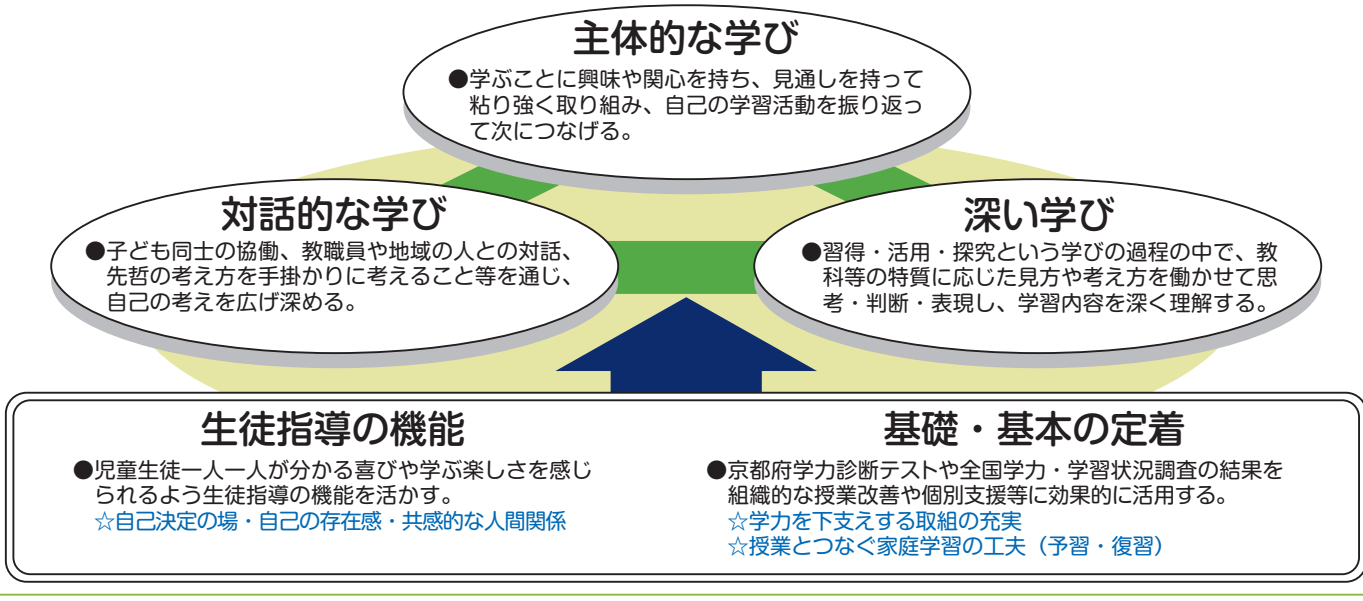 主体的な学び
●学ぶことに興味や関心を持ち、見通しを持って
粘り強く取り組み、自己の学習活動を振り返っ
て次につなげる。
対話的な学び
●子ども同士の協働、教職員や地域の人との対話、
先哲の考え方を手掛かりに考えること等を通じ、
自己の考えを広げ深める。
深い学び
●習得・活用・探究という学びの過程の中で、教
科等の特質に応じた見方や考え方を働かせて思
考・判断・表現し、学習内容を深く理解する。
生徒指導の機能
●児童生徒一人一人が分かる喜びや学ぶ楽しさを感じ
られるよう生徒指導の機能を活かす。
☆自己決定の場・自己の存在感・共感的な人間関係
基礎・基本の定着
●京都府学力診断テストや全国学力・学習状況調査の結果を
組織的な授業改善や個別支援等に効果的に活用する。
☆学力を下支えする取組の充実
☆授業とつなぐ家庭学習の工夫（予習・復習）